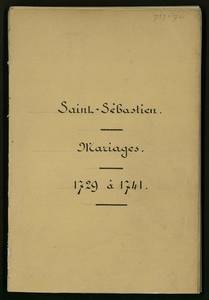 Saint-Sébastien.
Mariages.
1729 à 1741.